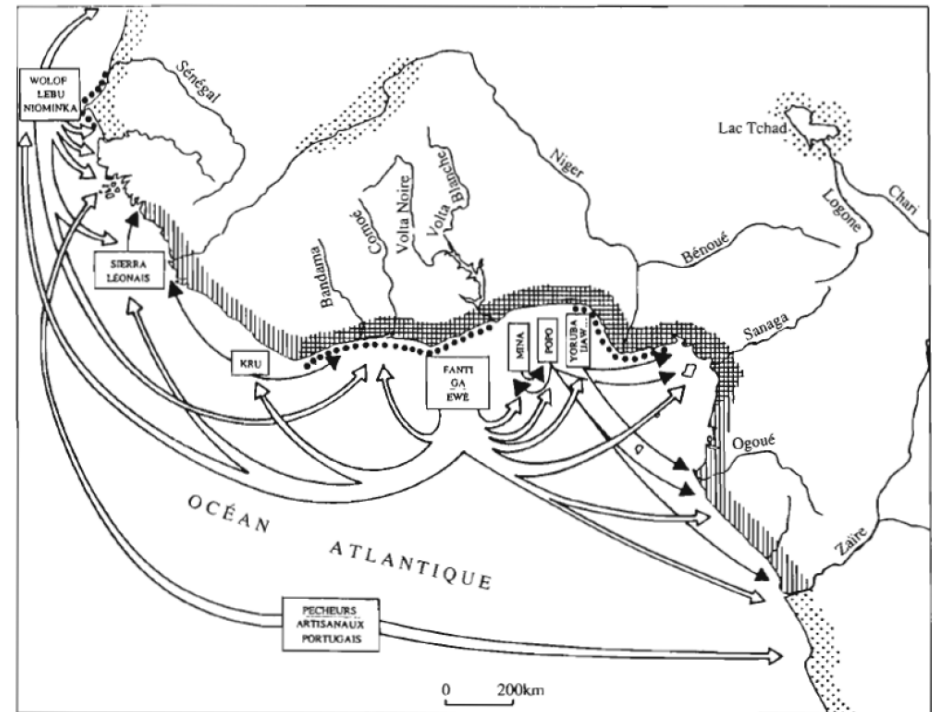 WOLOF
LEBU
NIOMINKA
Sénégal
Lac Tchad
Niger
Chari
Logone
Comoé
Volta Noire
Volta
Blanche
Bandama
Bénoué
SIERRA
LEONAIS
Sanaga
KRU
FANTI
GA
EWÉ
MINA
POPO
YORUBA
IJAW...
Ogoué
OCÉAN
ATLANTIQUE
Zaïre
PECHEURS
ARTISANAUX
PORTUGAIS
0 200km